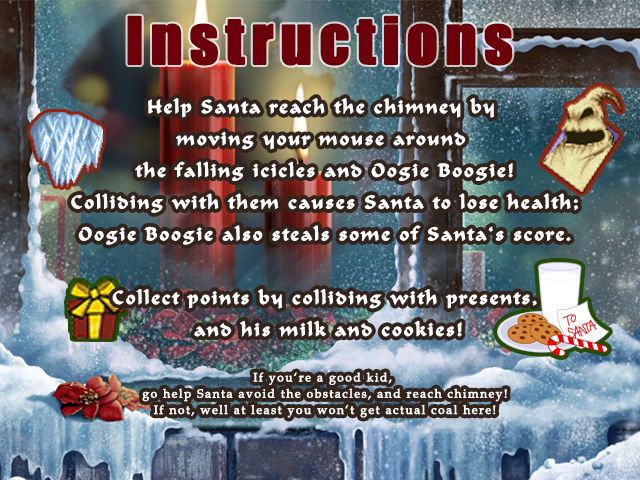 Instructions
Help Santa reach the chimney by
moving your mouse around
the falling icicles and Oogie Boogie!
Colliding with them causes Santa to lose health;
Oogie Boogie also steals some of Santa's score.
Collect points by colliding with presents,
and his milk and cookies!
TO
SANTA
If you're a good kid,
go help Santa avoid the obstacles, and reach chimney!
If not, well at least you won't get actual coal here!